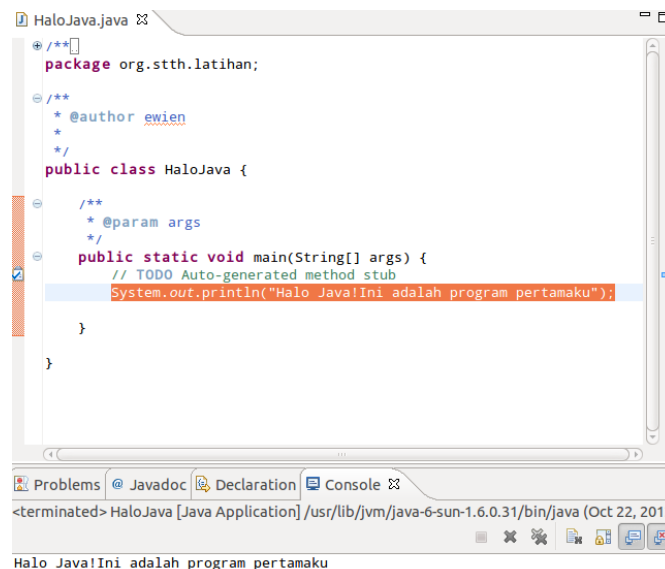 HaloJava.java
/**
package org.stth.latihan;
/**
 * @author ewien
 *
 */
public class HaloJava {
/**
 * @param args
 */
public static void main(String[] args) {
// TODO Auto-generated method stub
System.out.println("Halo Java!Ini adalah program pertamaku");
}
}
Problems @ Javadoc Declaration Console
<terminated> HaloJava [Java Application] /usr/lib/jvm/java-6-sun-1.6.0.31/bin/java (Oct 22, 201
Halo Java!Ini adalah program pertamaku